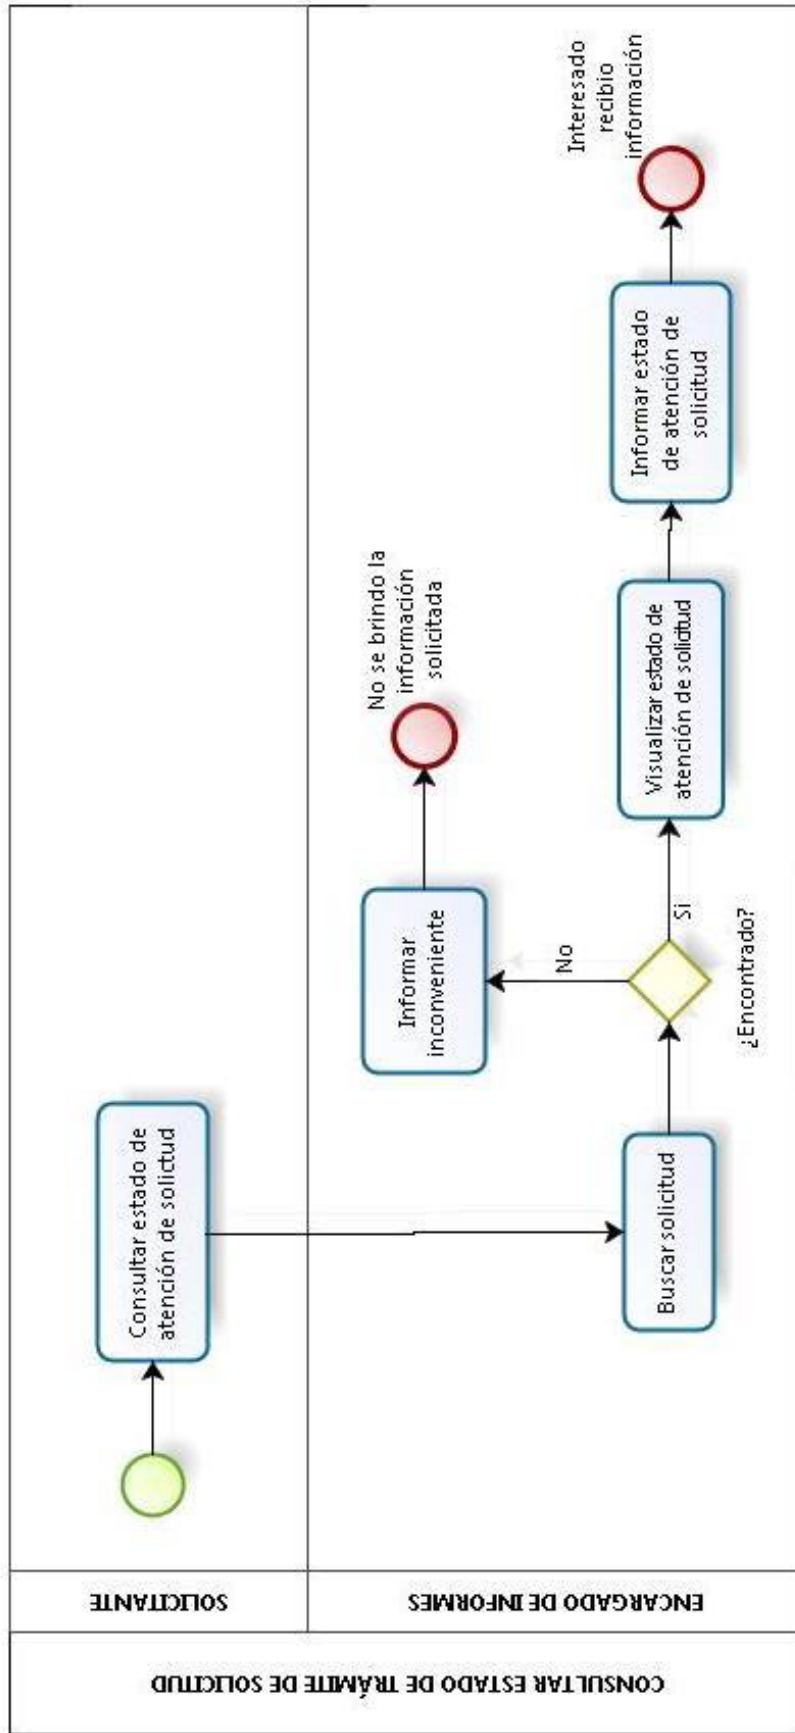 CONSULTAR ESTADO DE TRÁMITE DE SOLICITUD
SOLICITANTE
Consultar estado de
atención de solictud
ENCARGADO DE INFORMES
Buscar solicitud
¿Encontrado?
No
Si
Informar
inconveniente
No se brindo la
información
solicitada
Visualizar estado de
atención de solicitud
Informar estado
de atención de
solicitud
Interesado
recibio
información